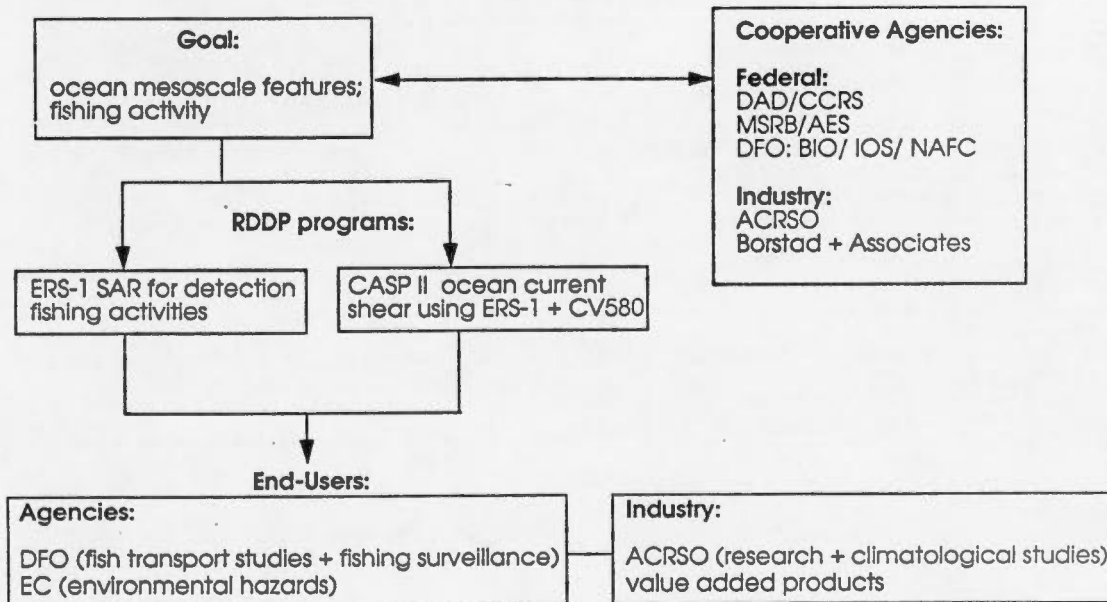 Goal:
ocean mesoscale features;
fishing activity
Cooperative Agencies:
Federal:
DAD/CCRS
MSRB/AES
DFO: BIO/ IOS/ NAFC
Industry:
ACRSO
Borstad + Associates
RDDP programs:
ERS-1 SAR for detection
fishing activities
CASP II ocean current
shear using ERS-1 + CV580
End-Users:
Agencies:
DFO (fish transport studies + fishing surveillance)
EC (environmental hazards)
Industry:
ACRSO (research + climatological studies)
value added products